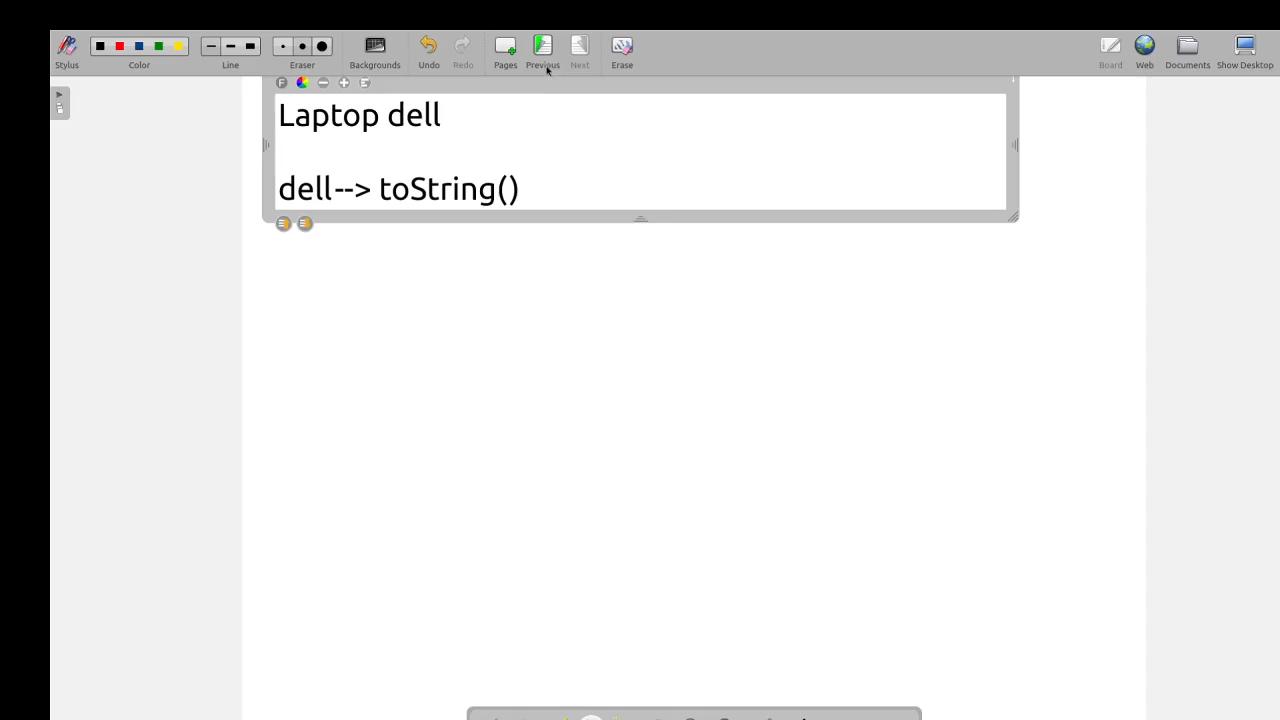 Stylus Color Line Eraser Backgrounds Undo Redo Pages Previous Next Erase Board Web Documents Show Desktop
F
Laptop dell
dell--> toString()